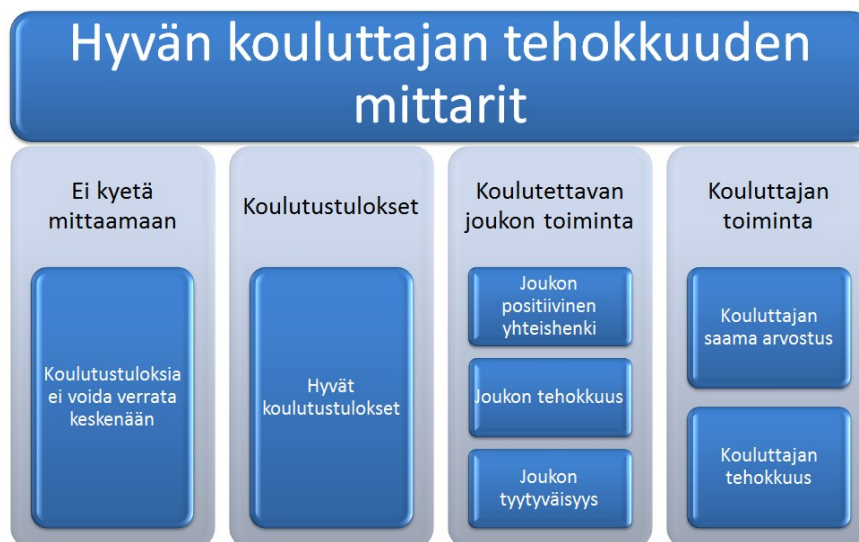 Hyvän kouluttajan tehokkuuden
mittarit
Ei kyetä
mittaamaan
Koulutustuloksia
ei voida verrata
keskenään
Koulutustulokset
Hyvät
koulutustulokset
Koulutettavan
joukon toiminta
Joukon
positiivinen
yhteishenki
Joukon tehokkuus
Joukon
tyytyväisyys
Kouluttajan
toiminta
Kouluttajan
saama arvostus
Kouluttajan
tehokkuus